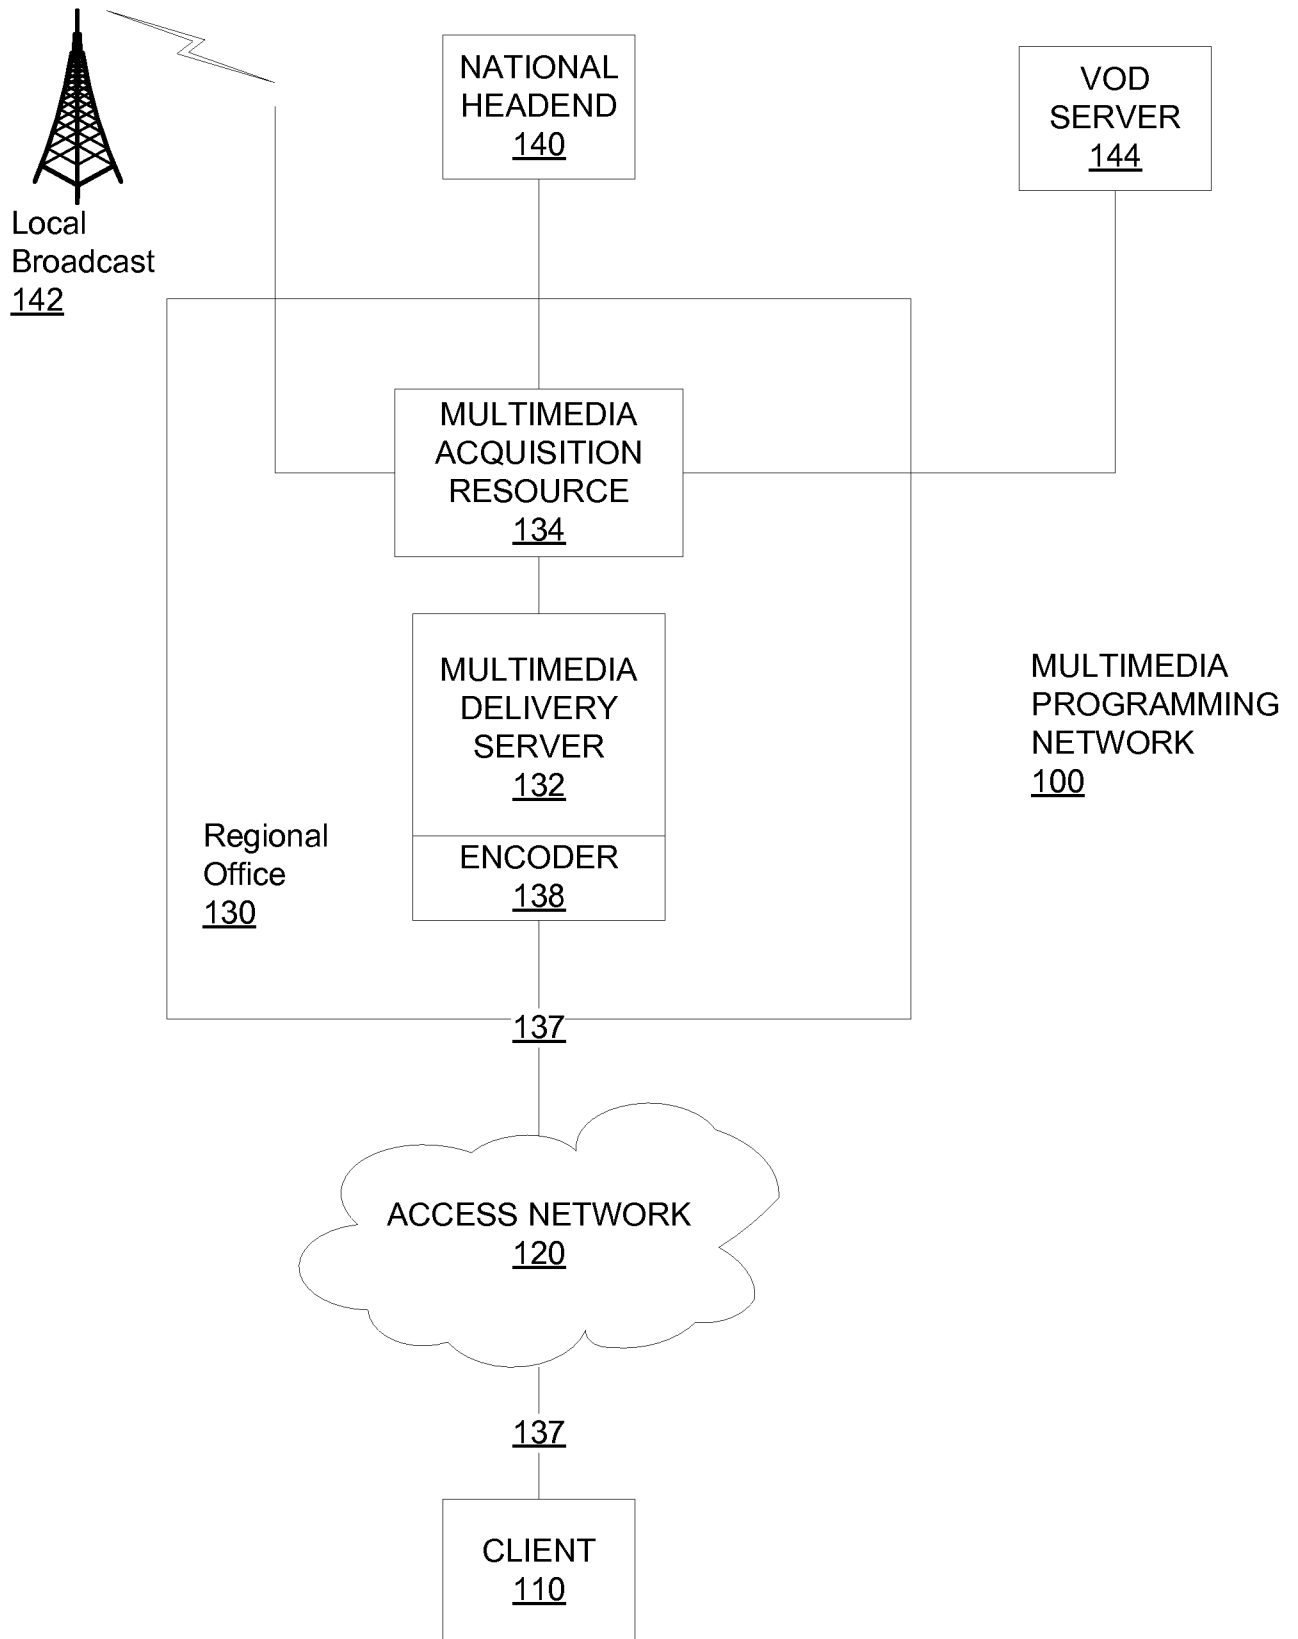 NATIONAL
HEADEND
140
VOD
SERVER
144
Local
Broadcast
142
MULTIMEDIA
ACQUISITION
RESOURCE
134
MULTIMEDIA
DELIVERY
SERVER
132
ENCODER
138
MULTIMEDIA
PROGRAMMING
NETWORK
100
Regional
Office
130
137
ACCESS NETWORK
120
137
CLIENT
110